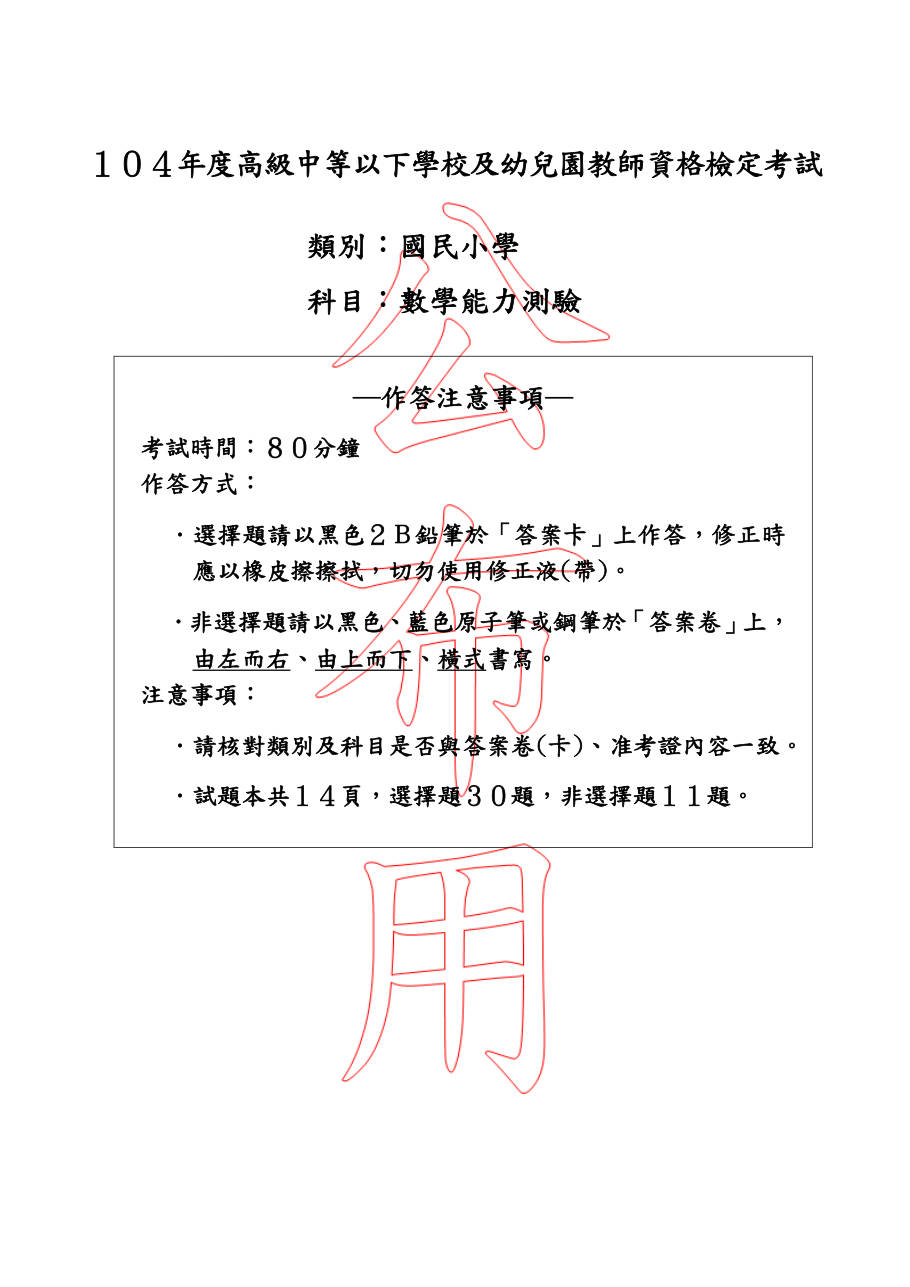 104年度高級中等以下學校及幼兒園教師資格檢定考試
類別：國民小學
科目：數學能力測驗
—作答注意事項—
考試時間：80分鐘
作答方式：
．選擇題請以黑色2B鉛筆於「答案卡」上作答，修正時
應以橡皮擦擦拭，切勿使用修正液(帶)。
．非選擇題請以黑色、藍色原子筆或鋼筆於「答案卷」上，
由左而右、由上而下、橫式書寫。
注意事項：
．請核對類別及科目是否與答案卷(卡)、准考證內容一致。
．試題本共14頁，選擇題30題，非選擇題11題。
公布用